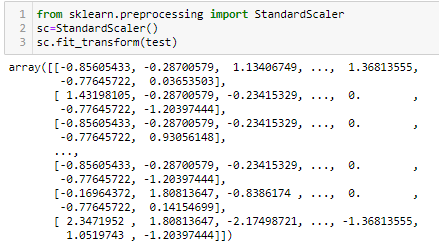 1 from sklearn.preprocessing import StandardScaler
2 sc=StandardScaler()
3 sc.fit_transform(test)
array([[-0.85605433, -0.28700579,  1.13406749, ...,  1.36813555,
        -0.77645722,  0.03653503],
       [ 1.43198105, -0.28700579, -0.23415329, ...,  0.        ,
        -0.77645722, -1.20397444],
       [-0.85605433, -0.28700579, -0.23415329, ...,  0.        ,
        -0.77645722,  0.93056148],
       ...,
       [-0.85605433, -0.28700579, -0.23415329, ...,  0.        ,
        -0.77645722, -1.20397444],
       [-0.16964372,  1.80813647, -0.8386174 , ...,  0.        ,
        -0.77645722,  0.14154699],
       [ 2.3471952 ,  1.80813647, -2.17498721, ..., -1.36813555,
         1.0519743 , -1.20397444]])